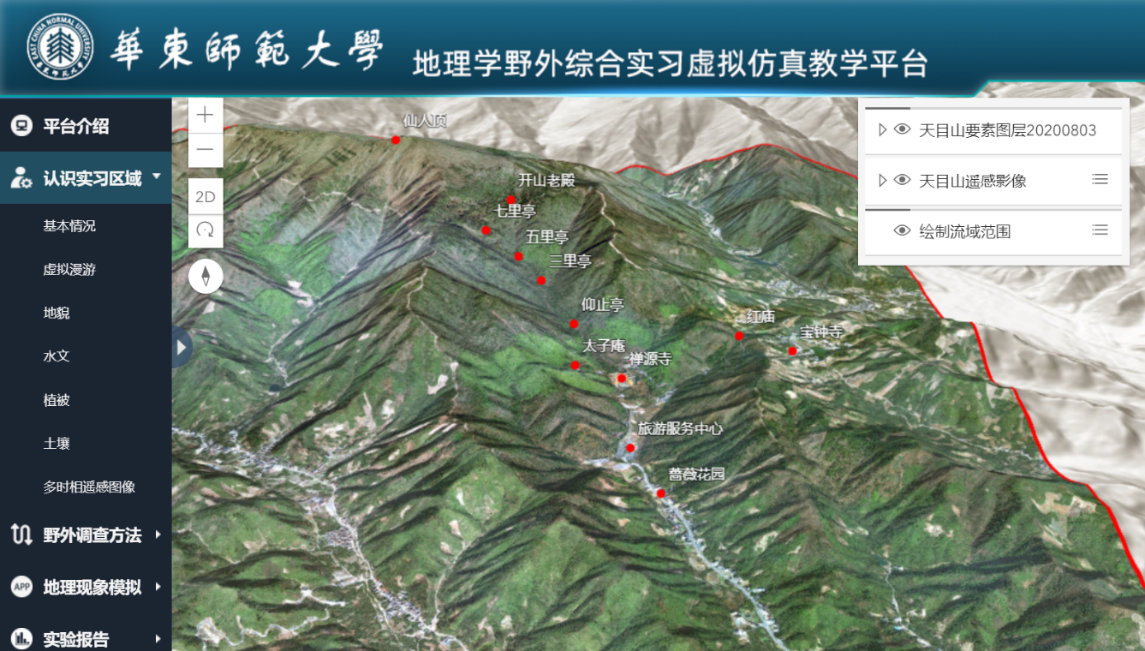 EAST CHINA NORMAL UNIVERSITY
華東師範大學
華東師範大學
地理学野外综合实习虚拟仿真教学平台
平台介绍
认识实习区域
基本情况
虚拟漫游
地貌
水文
植被
土壤
多时相遥感图像
野外调查方法
APP
地理现象模拟
实验报告
+
−
2D
仙人顶
开山老殿
七里亭
五里亭
三里亭
仰止亭
红庙
宝钟寺
太子庵
禅源寺
旅游服务中心
蔷薇花园
天目山要素图层20200803
天目山遥感影像
绘制流域范围